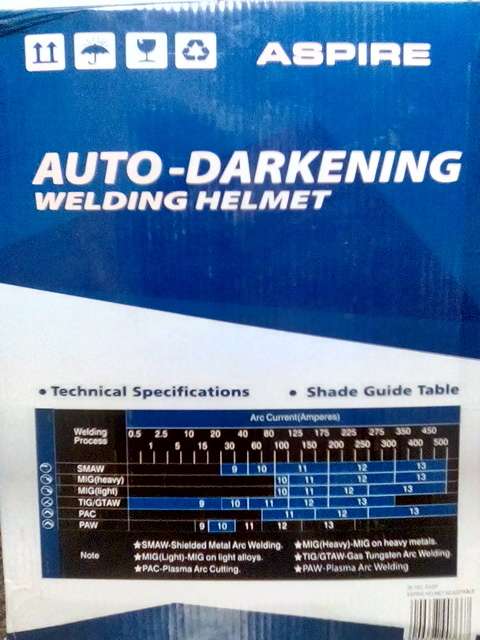 ASPIRE
AUTO-DARKENING
WELDING HELMET
• Technical Specifications • Shade Guide Table
Arc Current(Amperes)
Welding Process
0.5 2.5 10 20 40 80 125 175 225 275 350 450
1 5 15 30 60 100 150 200 250 300 400 500
SMAW 9 10 11 12 13
MIG(heavy) 10 11 12 13
MIG(light) 10 11 12 13
TIG/GTAW 9 10 11 12 13
PAC 11 12 13
PAW 9 10 11 12 13
Note
★SMAW-Shielded Metal Arc Welding. ★MIG(Heavy)-MIG on heavy metals.
★MIG(Light)-MIG on light alloys. ★TIG/GTAW-Gas Tungsten Arc Welding
★PAC-Plasma Arc Cutting. ★PAW-Plasma Arc Welding